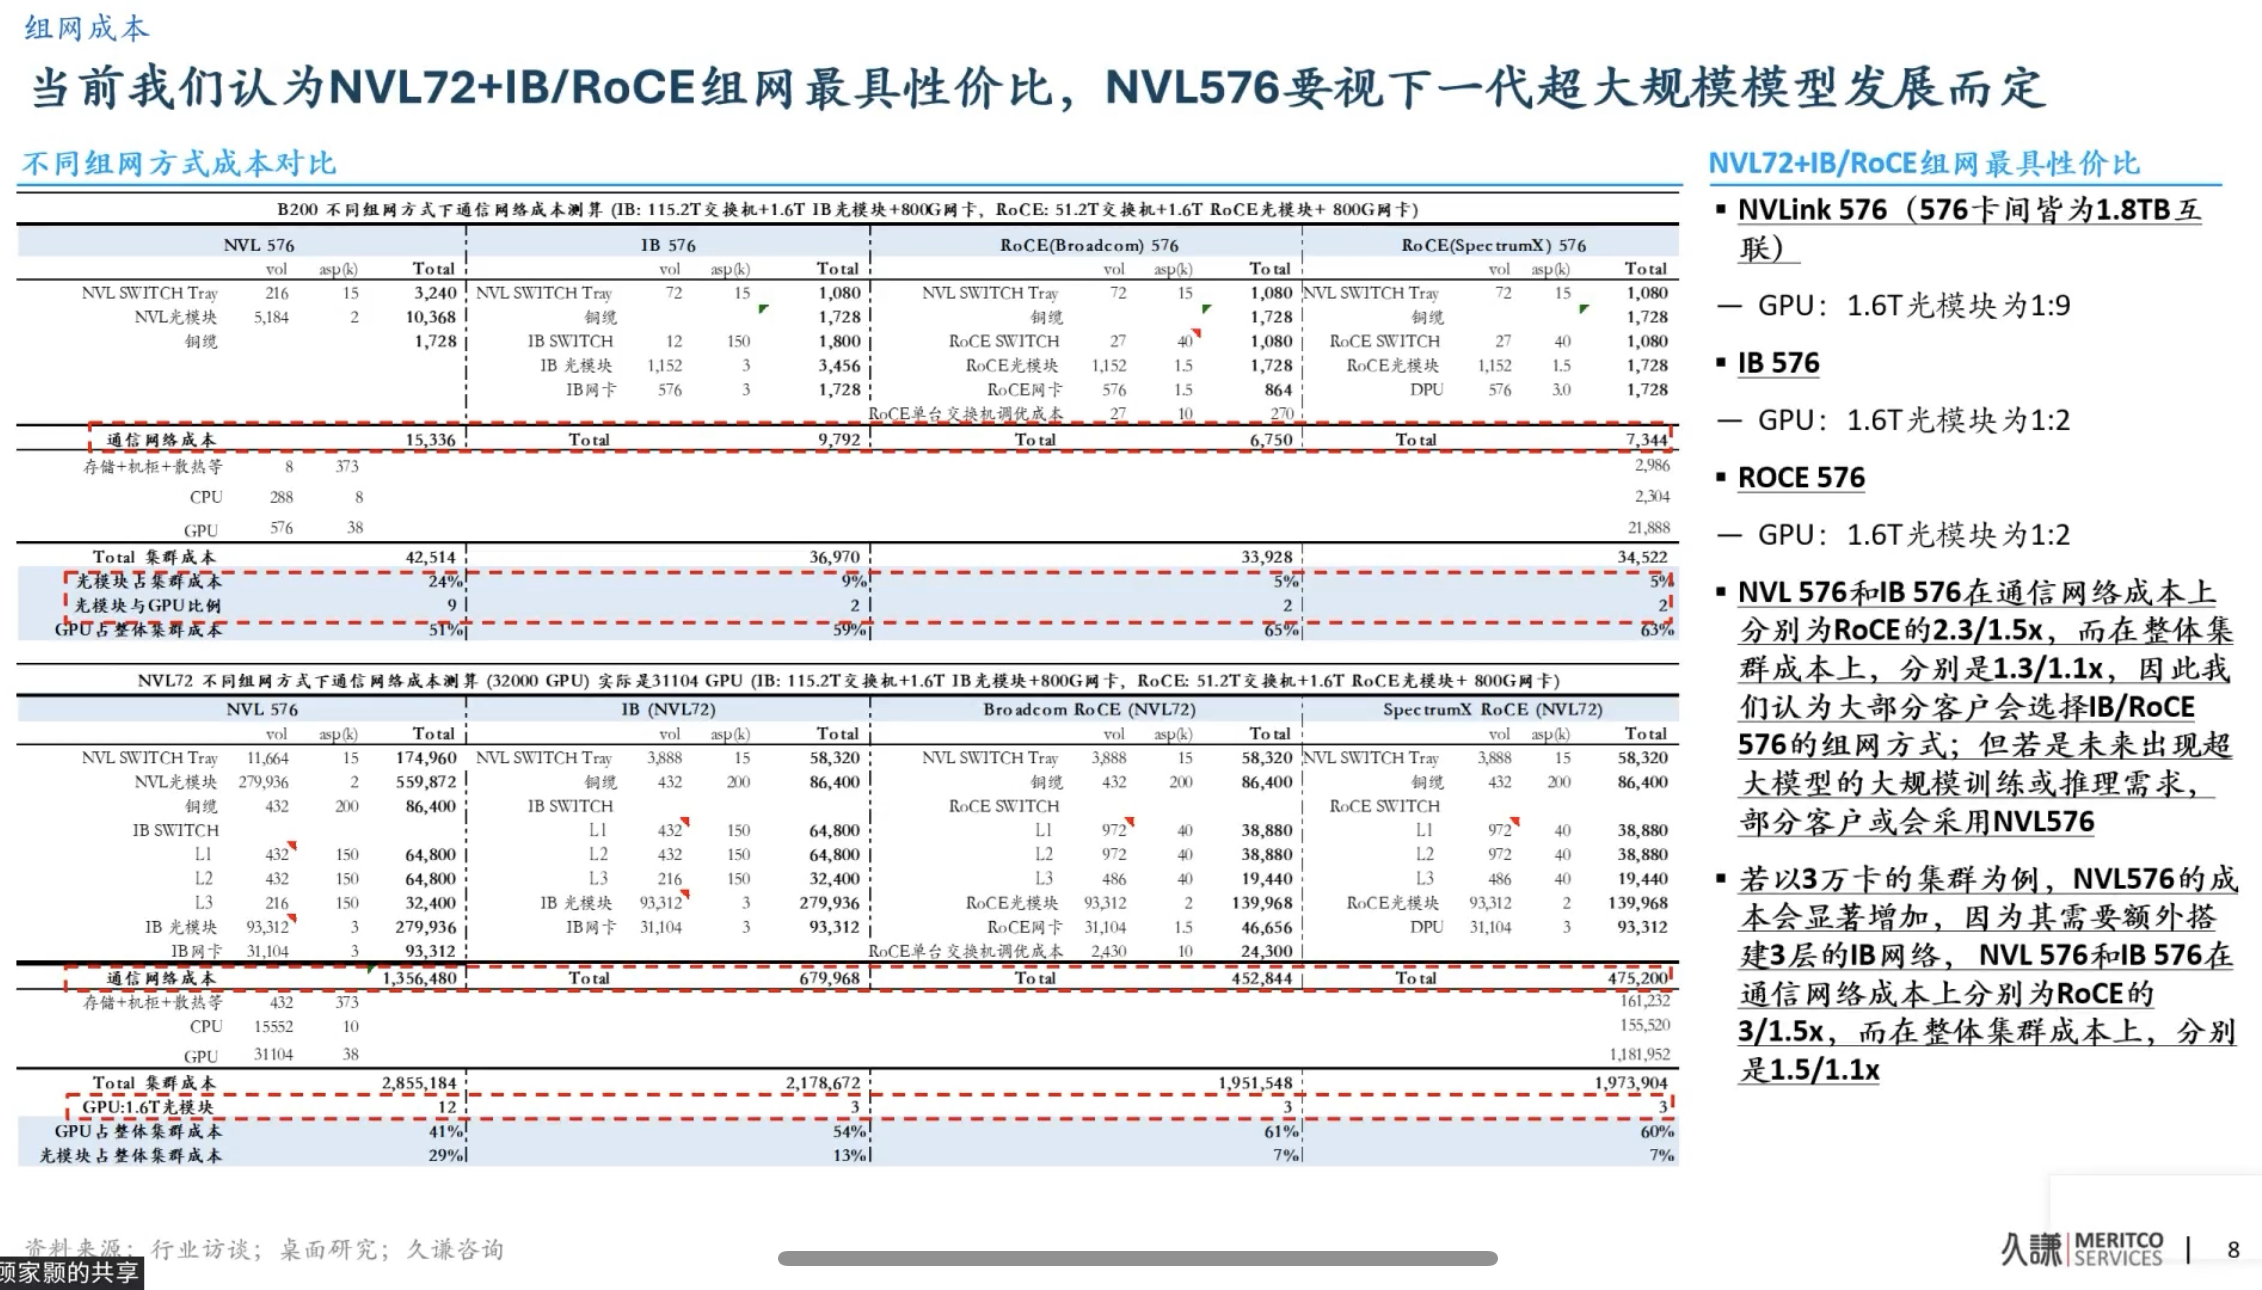 组网成本
当前我们认为NVL72+IB/RoCE组网最具性价比，NVL576要视下一代超大规模模型发展而定
不同组网方式成本对比
B200 不同组网方式下通信网络成本测算 (IB: 115.2T交换机+1.6T IB光模块+800G网卡, RoCE: 51.2T交换机+1.6T RoCE光模块+ 800G网卡)
NVL 576 IB 576 RoCE(Broadcom) 576 RoCE(SpectrumX) 576
vol asp(k) Total vol asp(k) Total vol asp(k) Total vol asp(k) Total
NVL SWITCH Tray 216 15 3,240 NVL SWITCH Tray 72 15 1,080 NVL SWITCH Tray 72 15 1,080 NVL SWITCH Tray 72 15 1,080
NVL光模块 5,184 2 10,368 铜缆 1,728 铜缆 1,728 铜缆 1,728
铜缆 1,728 IB SWITCH 12 150 1,800 RoCE SWITCH 27 40 1,080 RoCE SWITCH 27 40 1,080
IB 光模块 1,152 3 3,456 RoCE光模块 1,152 1.5 1,728 RoCE光模块 1,152 1.5 1,728
IB网卡 576 3 1,728 RoCE网卡 576 1.5 864 DPU 576 3.0 1,728
RoCE单台交换机调优成本 27 10 270
通信网络成本 15,336 Total 9,792 Total 6,750 Total 7,344
存储+机柜+散热等 8 373 2,986
CPU 288 8 2,304
GPU 576 38 21,888
Total 集群成本 42,514 36,970 33,928 34,522
光模块占集群成本 24% 9% 5% 5%
光模块与GPU比例 9 2 2 2
GPU占整体集群成本 51% 59% 65% 63%
NVL72 不同组网方式下通信网络成本测算 (32000 GPU) 实际是31104 GPU (IB: 115.2T交换机+1.6T IB光模块+800G网卡, RoCE: 51.2T交换机+1.6T RoCE光模块+ 800G网卡)
NVL 576 IB (NVL72) Broadcom RoCE (NVL72) SpectrumX RoCE (NVL72)
vol asp(k) Total vol asp(k) Total vol asp(k) Total vol asp(k) Total
NVL SWITCH Tray 11,664 15 174,960 NVL SWITCH Tray 3,888 15 58,320 NVL SWITCH Tray 3,888 15 58,320 NVL SWITCH Tray 3,888 15 58,320
NVL光模块 279,936 2 559,872 铜缆 432 200 86,400 铜缆 432 200 86,400 铜缆 432 200 86,400
铜缆 432 200 86,400 IB SWITCH RoCE SWITCH RoCE SWITCH
IB SWITCH L1 432 150 64,800 L1 972 40 38,880 L1 972 40 38,880
L1 432 150 64,800 L2 432 150 64,800 L2 972 40 38,880 L2 972 40 38,880
L2 432 150 64,800 L3 216 150 32,400 L3 486 40 19,440 L3 486 40 19,440
L3 216 150 32,400 IB 光模块 93,312 3 279,936 RoCE光模块 93,312 2 139,968 RoCE光模块 93,312 2 139,968
IB 光模块 93,312 3 279,936 IB网卡 31,104 3 93,312 RoCE网卡 31,104 1.5 46,656 DPU 31,104 3 93,312
IB网卡 31,104 3 93,312 RoCE单台交换机调优成本 2,430 10 24,300
通信网络成本 1,356,480 Total 679,968 Total 452,844 Total 475,200
存储+机柜+散热等 432 373 161,232
CPU 15552 10 155,520
GPU 31104 38 1,181,952
Total 集群成本 2,855,184 2,178,672 1,951,548 1,973,904
GPU:1.6T光模块 12 3 3 3
GPU占整体集群成本 41% 54% 61% 60%
光模块占整体集群成本 29% 13% 7% 7%
NVL72+IB/RoCE组网最具性价比
▪ NVLink 576（576卡间皆为1.8TB互
联）
— GPU：1.6T光模块为1:9
▪ IB 576
— GPU：1.6T光模块为1:2
▪ ROCE 576
— GPU：1.6T光模块为1:2
▪ NVL 576和IB 576在通信网络成本上
分别为RoCE的2.3/1.5x，而在整体集
群成本上，分别是1.3/1.1x，因此我
们认为大部分客户会选择IB/RoCE
576的组网方式；但若是未来出现超
大模型的大规模训练或推理需求，
部分客户或会采用NVL576
▪ 若以3万卡的集群为例，NVL576的成
本会显著增加，因为其需要额外搭
建3层的IB网络， NVL 576和IB 576在
通信网络成本上分别为RoCE的
3/1.5x，而在整体集群成本上，分别
是1.5/1.1x
资料来源：行业访谈；桌面研究；久谦咨询
顾家颢的共享
久謙 MERITCO SERVICES | 8